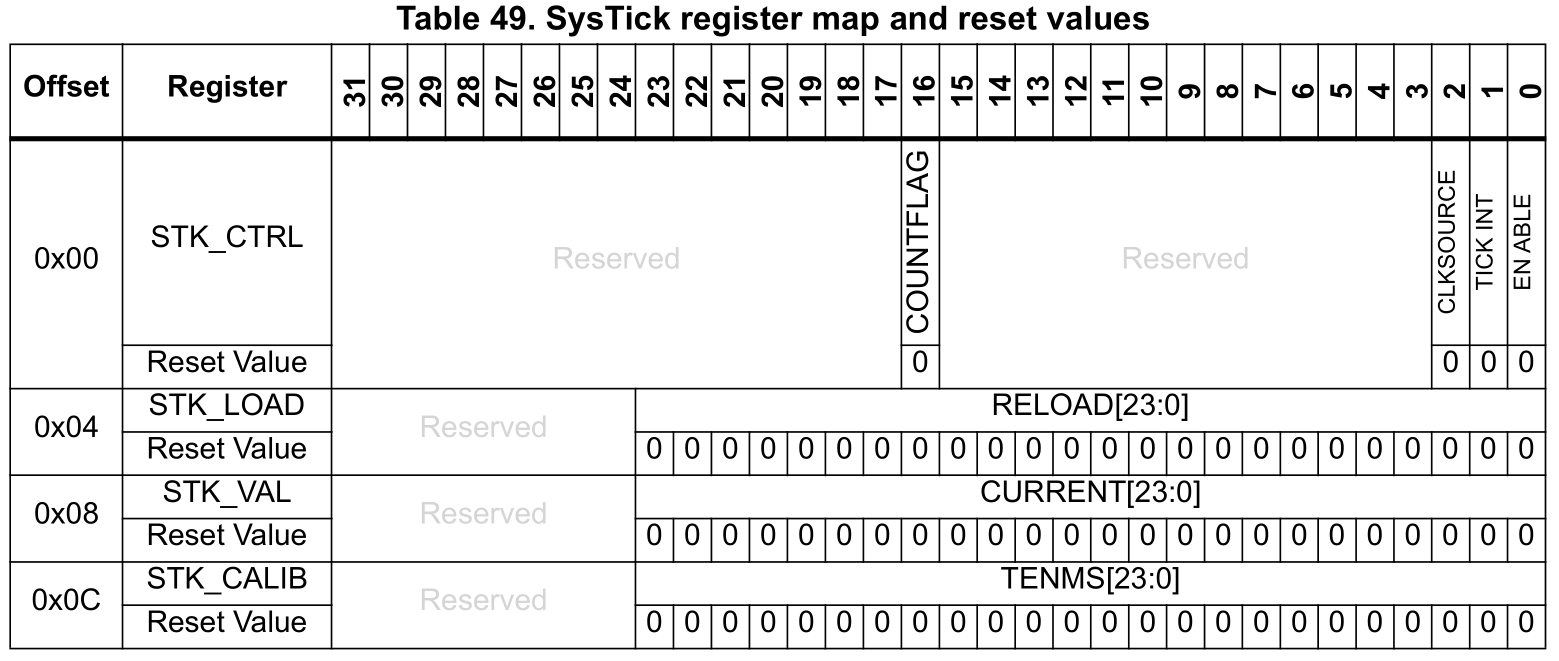 Table 49. SysTick register map and reset values
Offset Register 31 30 29 28 27 26 25 24 23 22 21 20 19 18 17 16 15 14 13 12 11 10 9 8 7 6 5 4 3 2 1 0
0x00 STK_CTRL Reserved COUNTFLAG Reserved CLKSOURCE TICK INT EN ABLE
Reset Value 0 0 0 0
0x04 STK_LOAD Reserved RELOAD[23:0]
Reset Value 0 0 0 0 0 0 0 0 0 0 0 0 0 0 0 0 0 0 0 0 0 0 0 0
0x08 STK_VAL Reserved CURRENT[23:0]
Reset Value 0 0 0 0 0 0 0 0 0 0 0 0 0 0 0 0 0 0 0 0 0 0 0 0
0x0C STK_CALIB Reserved TENMS[23:0]
Reset Value 0 0 0 0 0 0 0 0 0 0 0 0 0 0 0 0 0 0 0 0 0 0 0 0